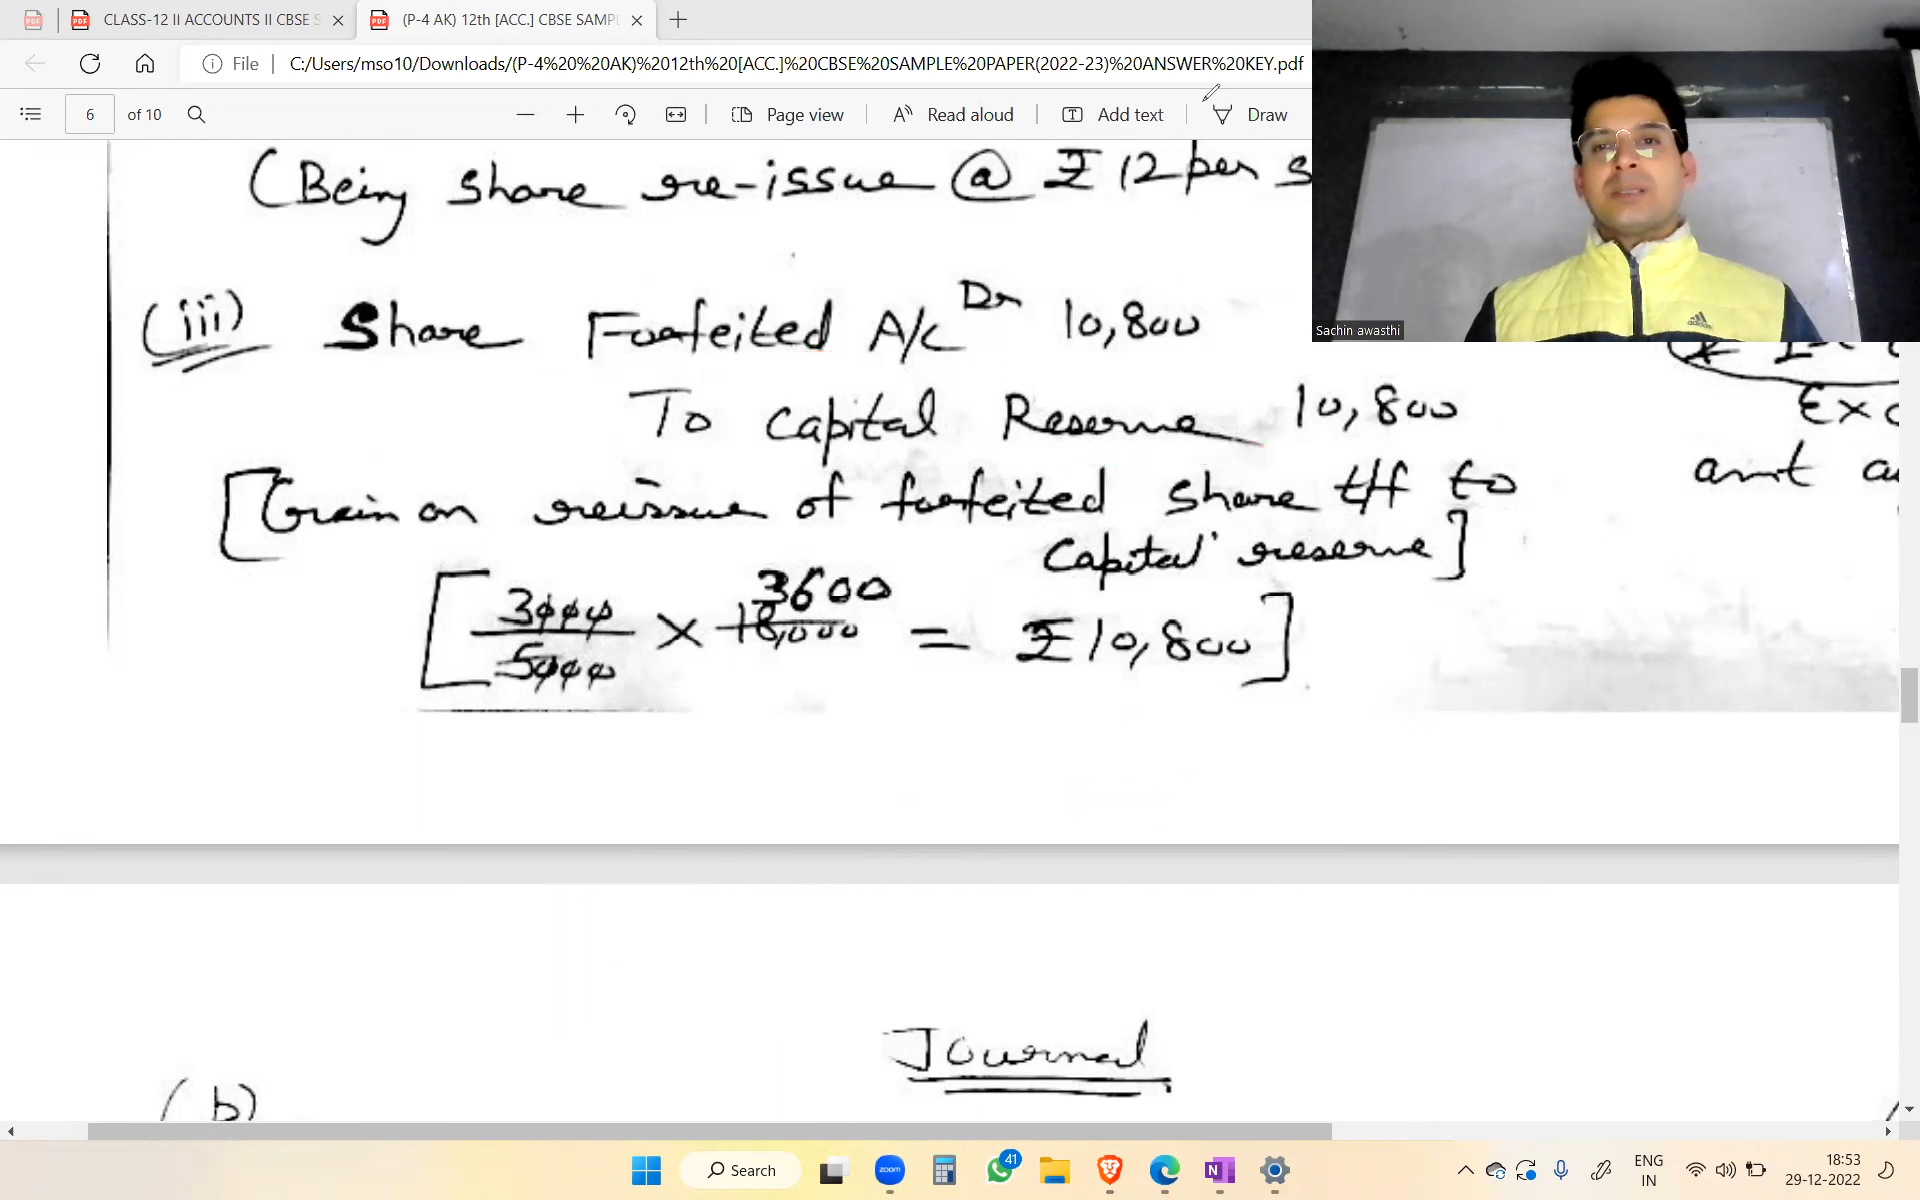 CLASS-12 II ACCOUNTS II CBSE S
(P-4 AK) 12th [ACC.] CBSE SAMPL
File C:/Users/mso10/Downloads/(P-4%20%20AK)%2012th%20[ACC.]%20CBSE%20SAMPLE%20PAPER(2022-23)%20ANSWER%20KEY.pdf
6 of 10 Page view Read aloud Add text Draw
(Being share re-issue @ ₹12 per s
Sachin awasthi
(iii) Share Forfeited A/c Dr 10,800
To Capital Reserve 10,800
amt
[Gain on reissue of forfeited share t/f to
Capital reserve]
3600
[3000/5000 × 18,000 = ₹10,800]
Journal
(b)
Search zoom 41 ENG IN 18:53 29-12-2022